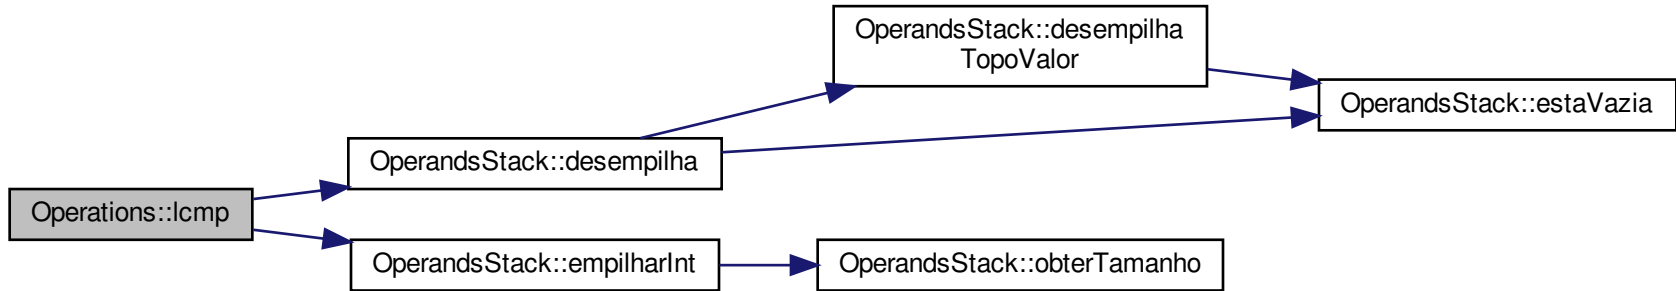 OperandsStack::desempilha
TopoValor
OperandsStack::estaVazia
OperandsStack::desempilha
Operations::lcmp
OperandsStack::empilharInt
OperandsStack::obterTamanho